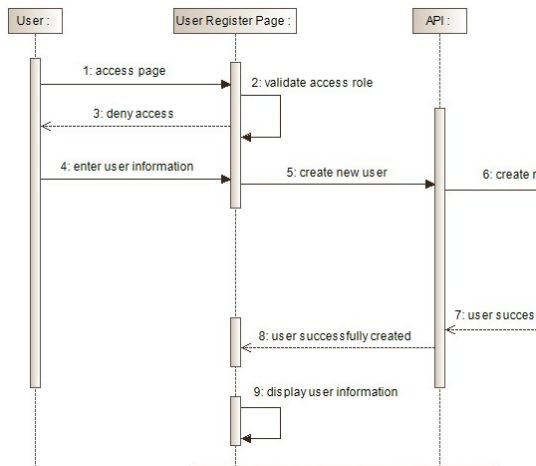 User :
User Register Page :
API :
1: access page
2: validate access role
3: deny access
4: enter user information
5: create new user
6: create
7: user
8: user successfully created
9: display user information